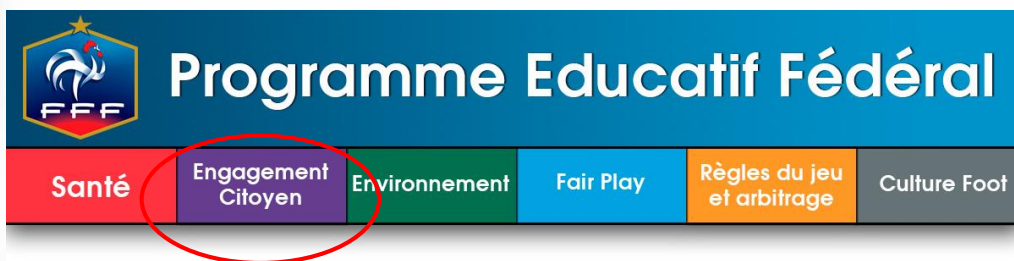 FFF
Programme Educatif Fédéral
Santé
Engagement
Citoyen
Environnement
Fair Play
Règles du jeu
et arbitrage
Culture Foot